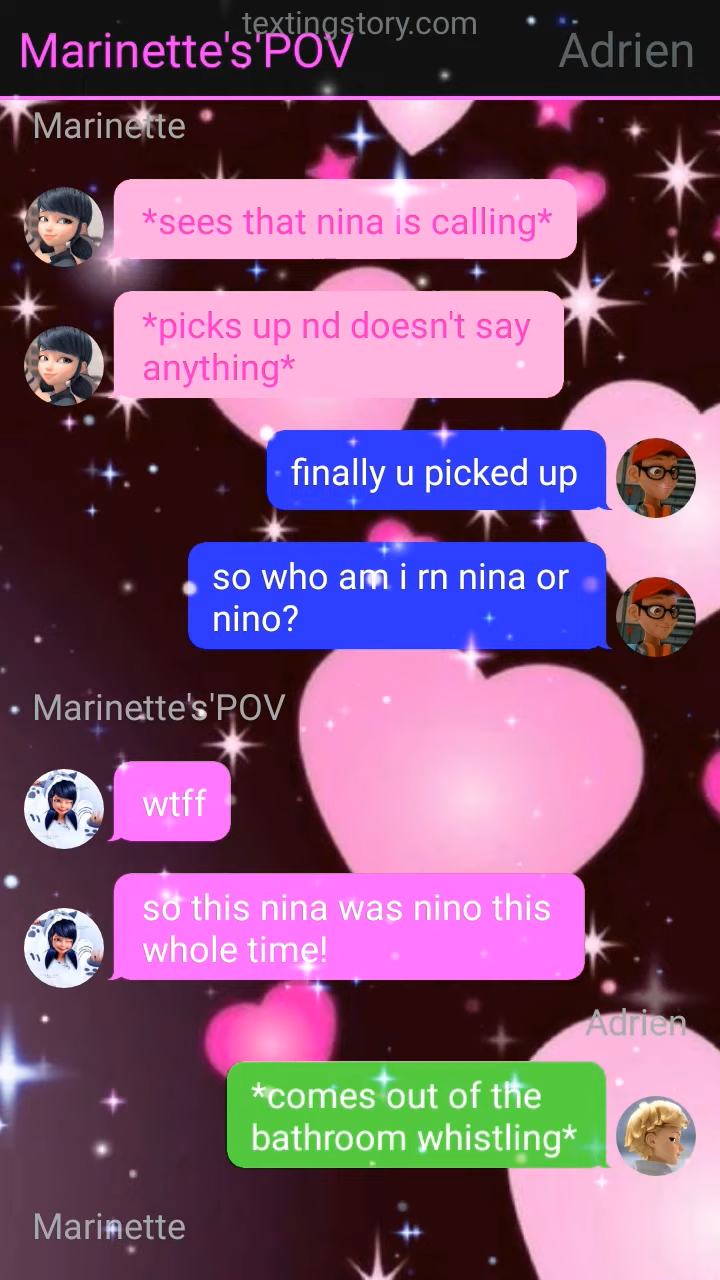 textingstory.com
Marinette's'POV
Adrien
Marinette
*sees that nina is calling*
*picks up nd doesn't say
anything*
finally u picked up
so who am i rn nina or
nino?
Marinette's'POV
wtff
so this nina was nino this
whole time!
Adrien
*comes out of the
bathroom whistling*
Marinette